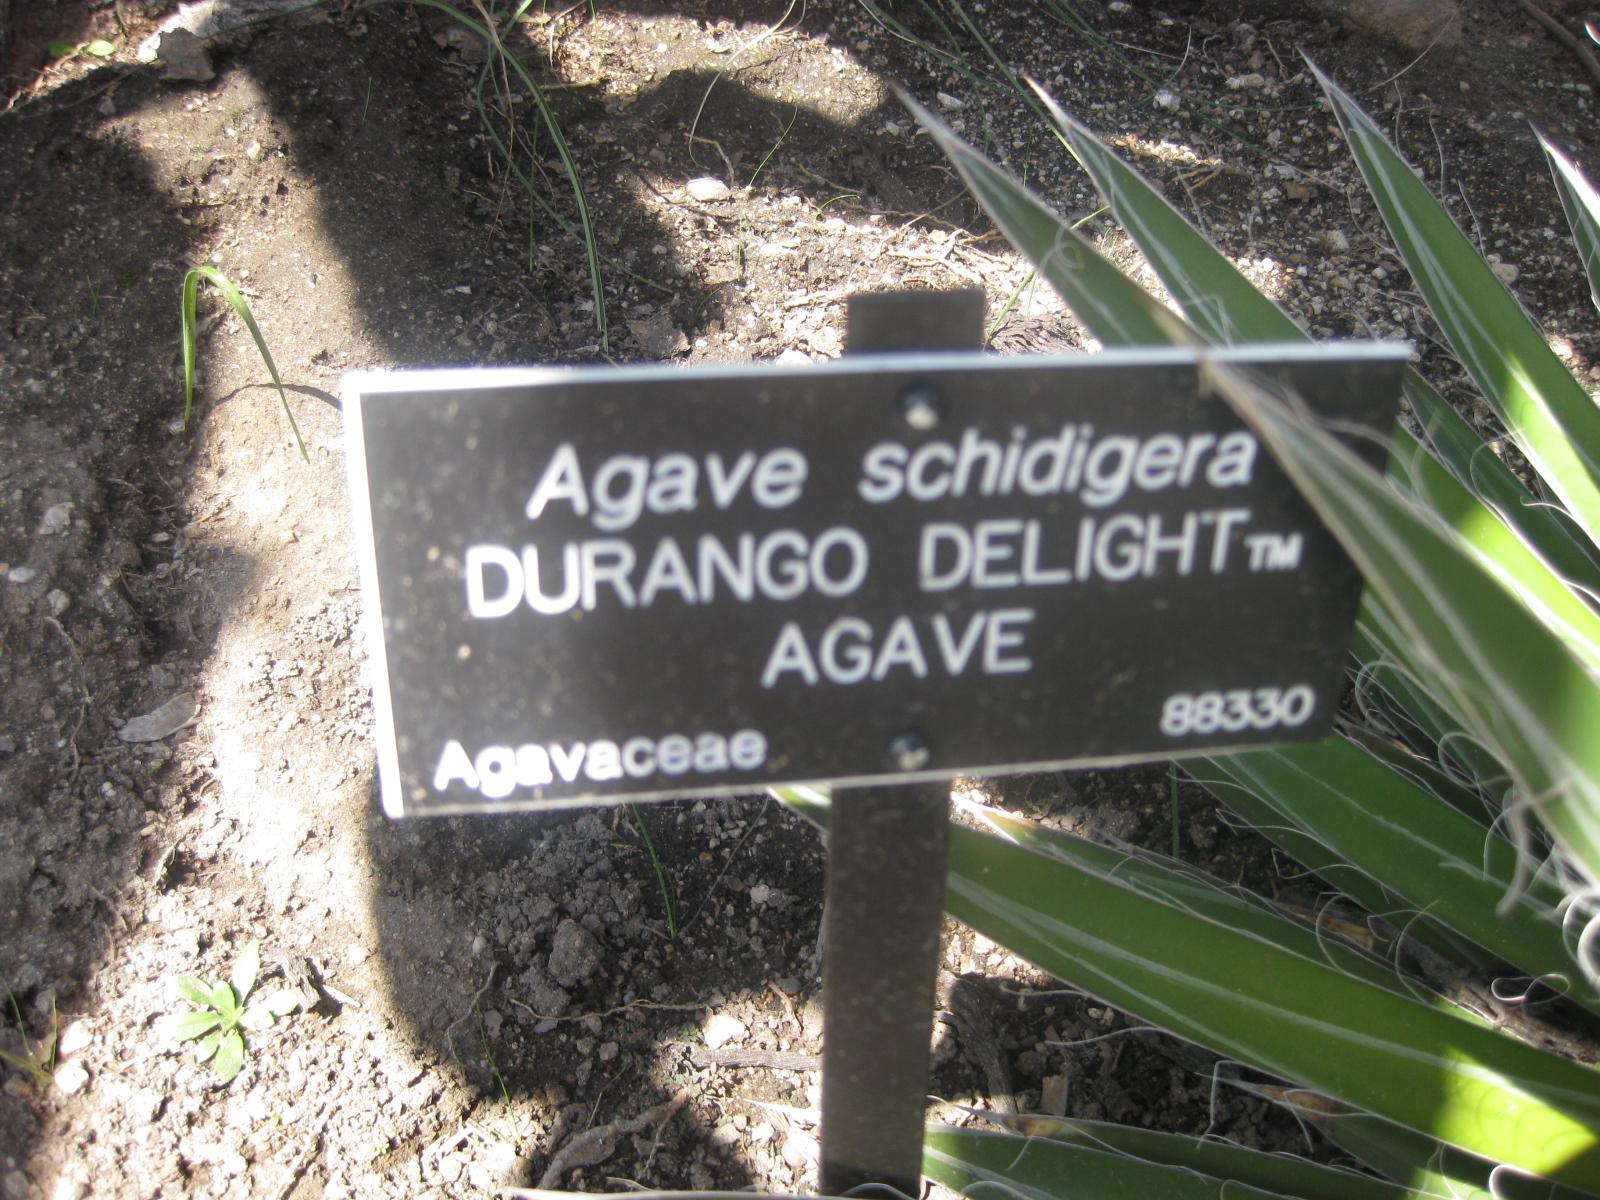 Agave schidigera
DURANGO DELIGHT™
AGAVE
Agavaceae 88330